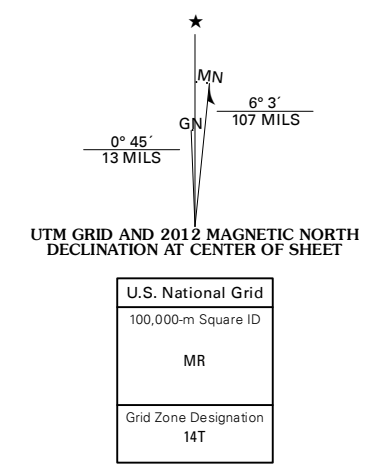 ★
MN
6° 3´
107 MILS
GN
0° 45´
13 MILS
UTM GRID AND 2012 MAGNETIC NORTH
DECLINATION AT CENTER OF SHEET
U.S. National Grid
100,000-m Square ID
MR
Grid Zone Designation
14T